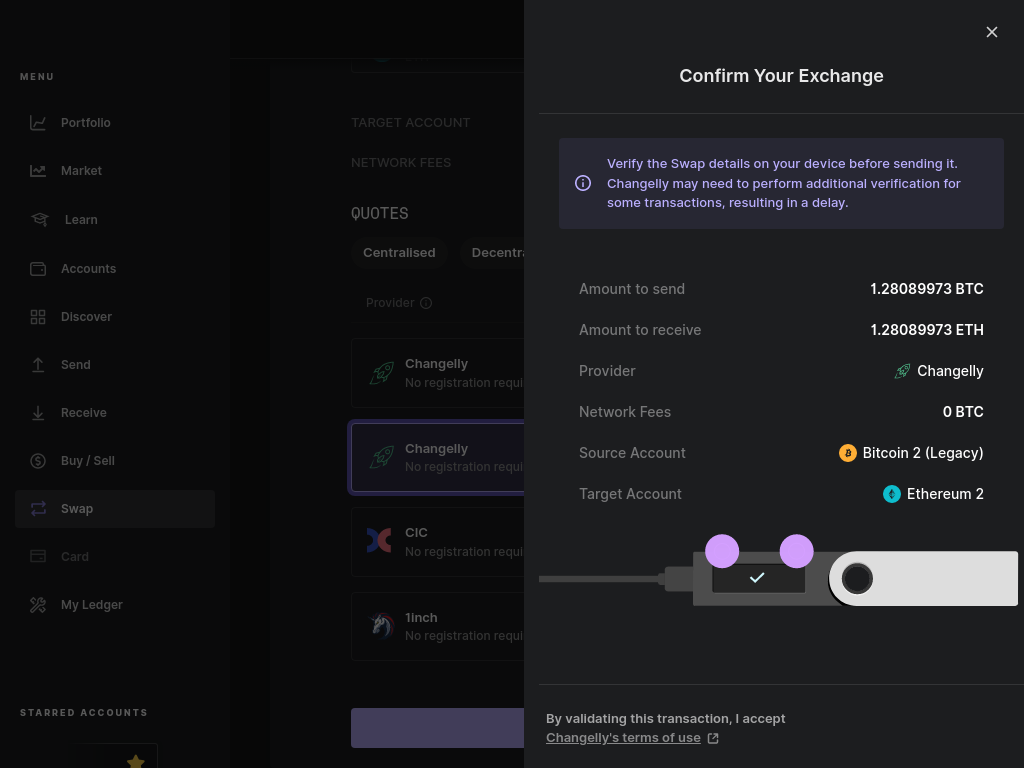 MENU
Portfolio
Market
Learn
Accounts
Discover
Send
Receive
Buy / Sell
Swap
Card
My Ledger
STARRED ACCOUNTS
TARGET ACCOUNT
NETWORK FEES
QUOTES
Centralised Decentra
Provider
Changelly
No registration requi
Changelly
No registration requi
CIC
No registration requi
1inch
No registration requi
Confirm Your Exchange
Verify the Swap details on your device before sending it.
Changelly may need to perform additional verification for
some transactions, resulting in a delay.
Amount to send 1.28089973 BTC
Amount to receive 1.28089973 ETH
Provider Changelly
Network Fees 0 BTC
Source Account Bitcoin 2 (Legacy)
Target Account Ethereum 2
By validating this transaction, I accept
Changelly's terms of use